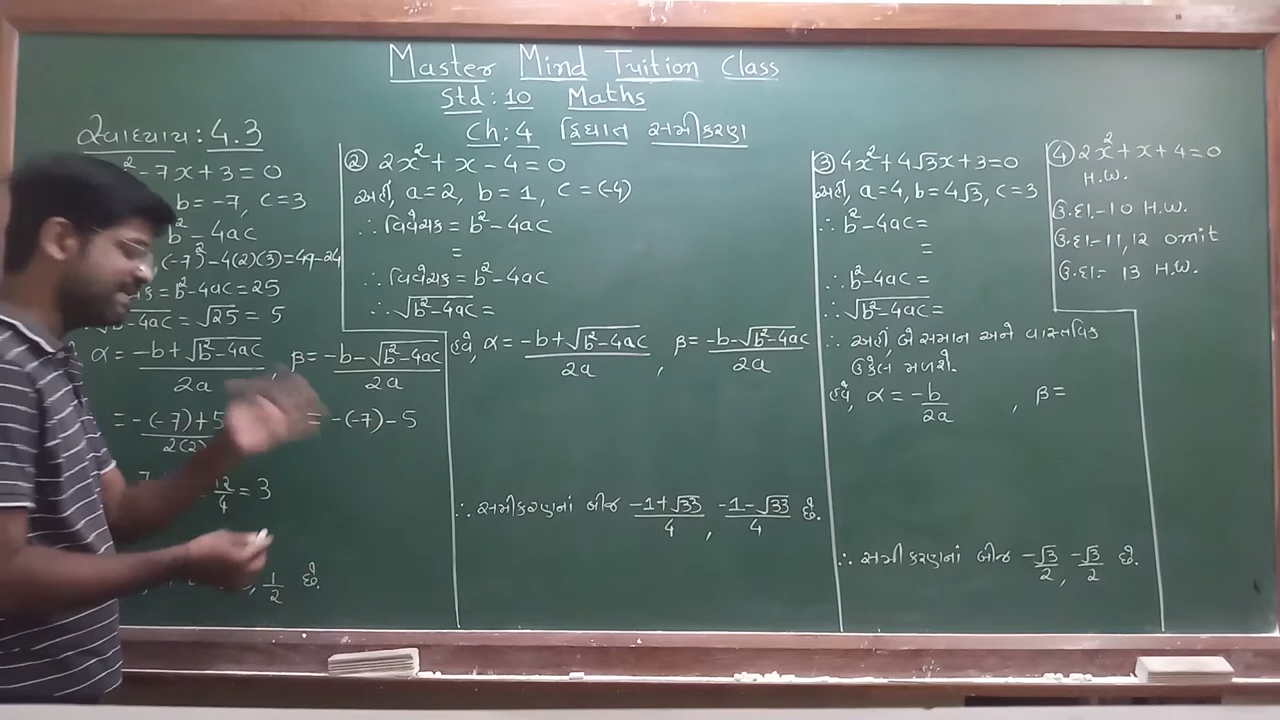 Master Mind Tuition Class
Std: 10 Maths
Ch: 4 દ્વિઘાત સમીકરણ
સ્વાધ્યાય: 4.3
² - 7x + 3 = 0
b = -7, c = 3
b² - 4ac
(-7)² - 4(2)(3) = 49 - 24
ક = b² - 4ac = 25
√b² - 4ac = √25 = 5
α = -b + √b² - 4ac / 2a , β = -b - √b² - 4ac / 2a
= -(-7) + 5 / 2(2) = -(-7) - 5
12/4 = 3
, 1/2 છે.
② 2x² + x - 4 = 0
અહીં, a = 2, b = 1, c = (-4)
∴ વિવેચક = b² - 4ac
=
∴ વિવેચક = b² - 4ac
∴ √b² - 4ac =
હવે, α = -b + √b² - 4ac / 2a , β = -b - √b² - 4ac / 2a
∴ સમીકરણનાં બીજ -1 + √33 / 4 , -1 - √33 / 4 છે.
③ 4x² + 4√3x + 3 = 0
અહીં, a = 4, b = 4√3, c = 3
∴ b² - 4ac =
=
∴ b² - 4ac =
∴ √b² - 4ac =
∴ અહીં, બે સમાન અને વાસ્તવિક
ઉકેલ મળશે.
હવે, α = -b / 2a , β =
∴ સમીકરણનાં બીજ -√3 / 2 , -√3 / 2 છે.
④ 2x² + x + 4 = 0
H.W.
ઉ.દા.-10 H.W.
ઉ.દા-11, 12 omit
ઉ.દા- 13 H.W.